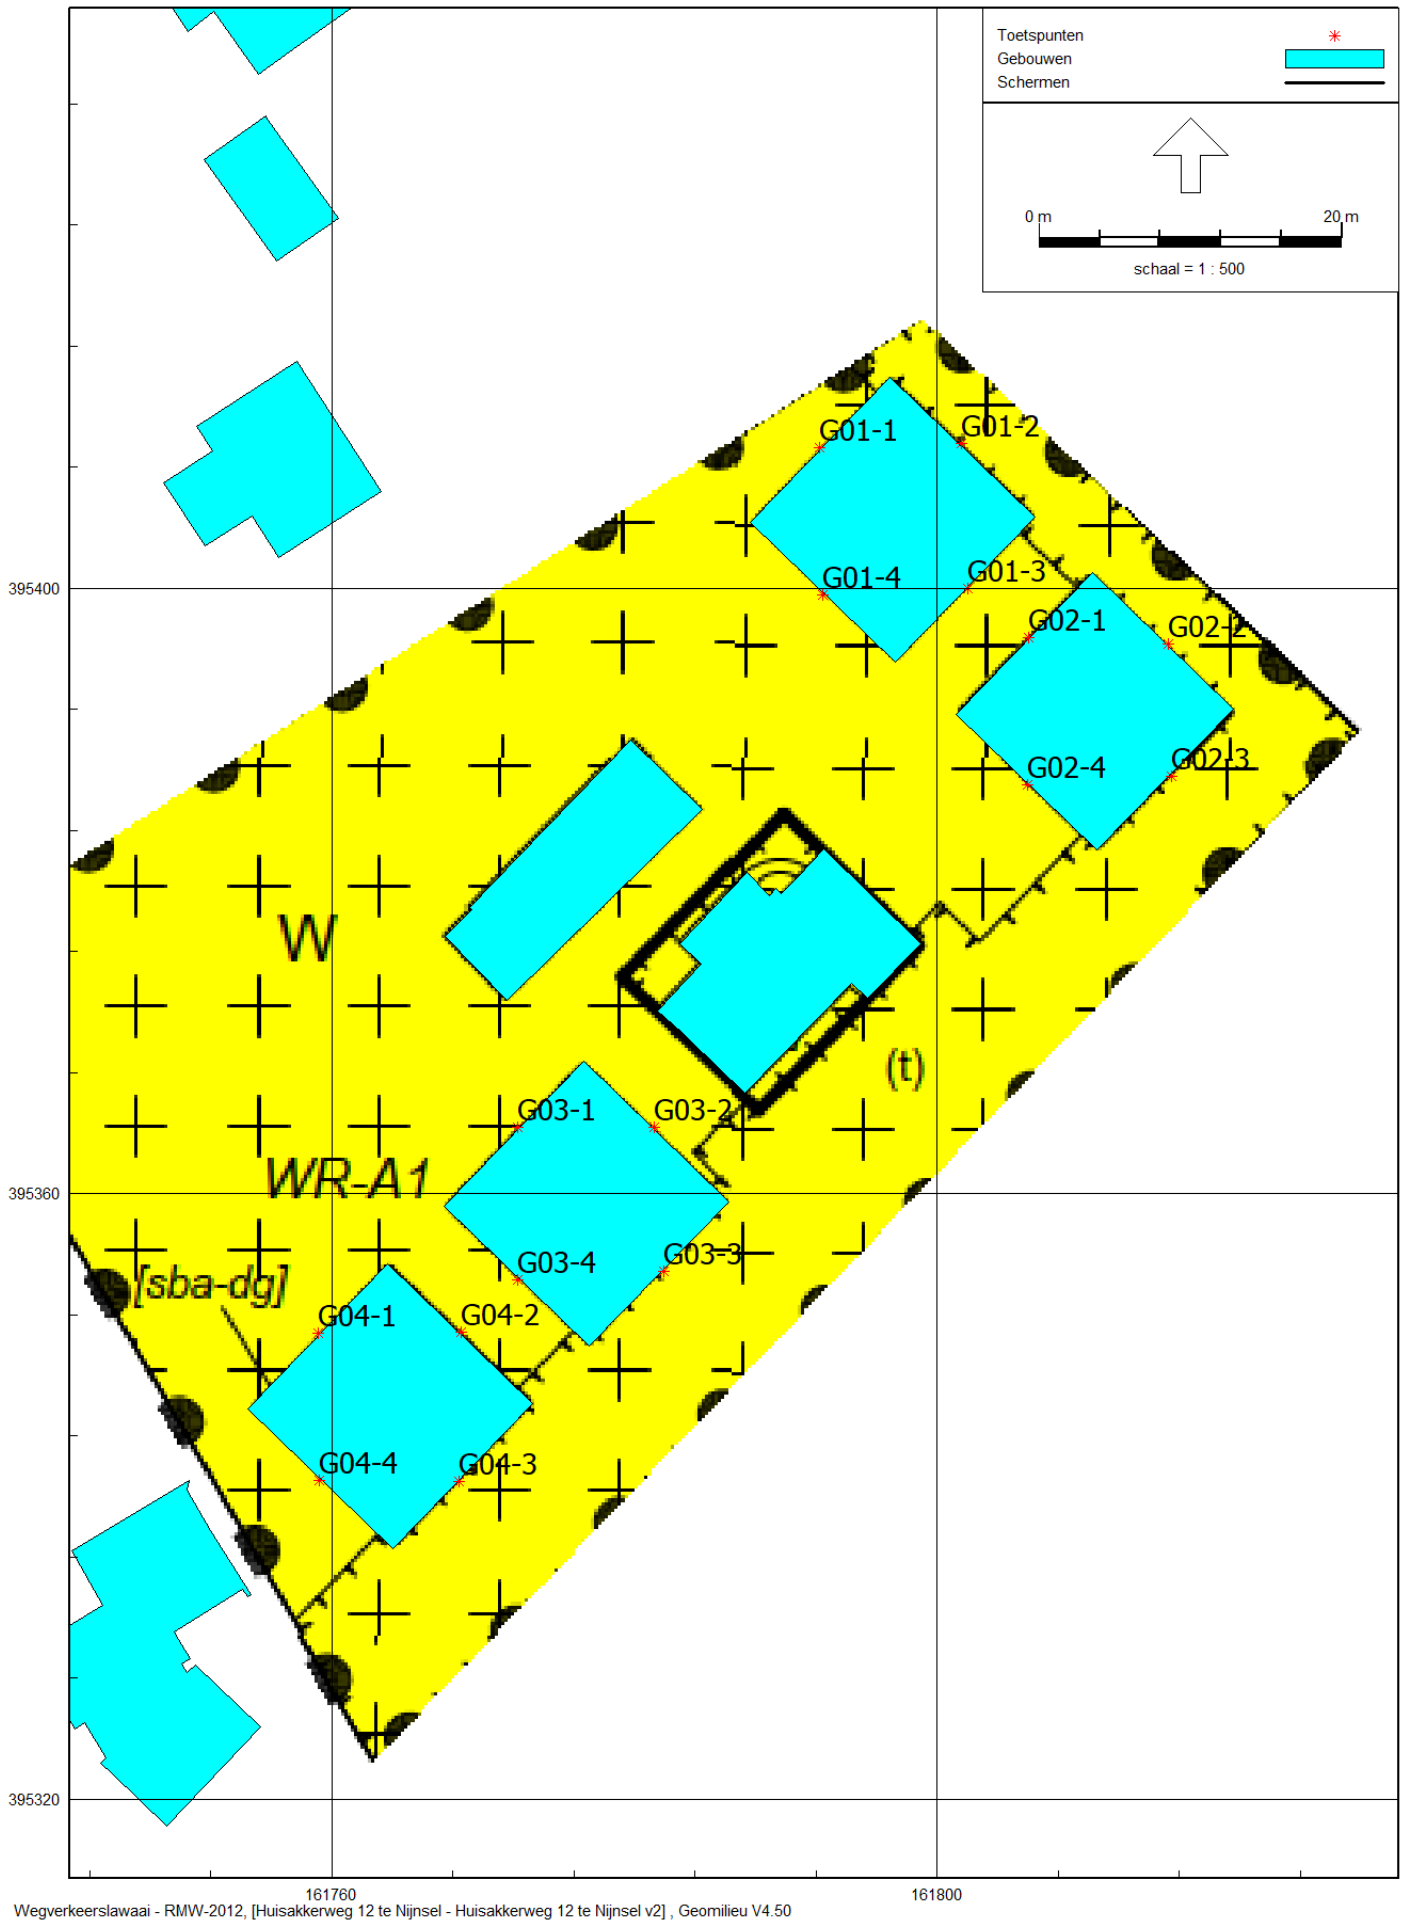 Toetspunten
Gebouwen
Schermen
0 m 20 m
schaal = 1 : 500
G01-1 G01-2
G01-4 G01-3
395400
G02-1 G02-2
G02-4 G02-3
W
(t)
G03-1 G03-2
WR-A1
395360
G03-4 G03-3
[sba-dg]
G04-1 G04-2
G04-4 G04-3
395320
161760 161800
Wegverkeerslawaai - RMW-2012, [Huisakkerweg 12 te Nijnsel - Huisakkerweg 12 te Nijnsel v2] , Geomilieu V4.50